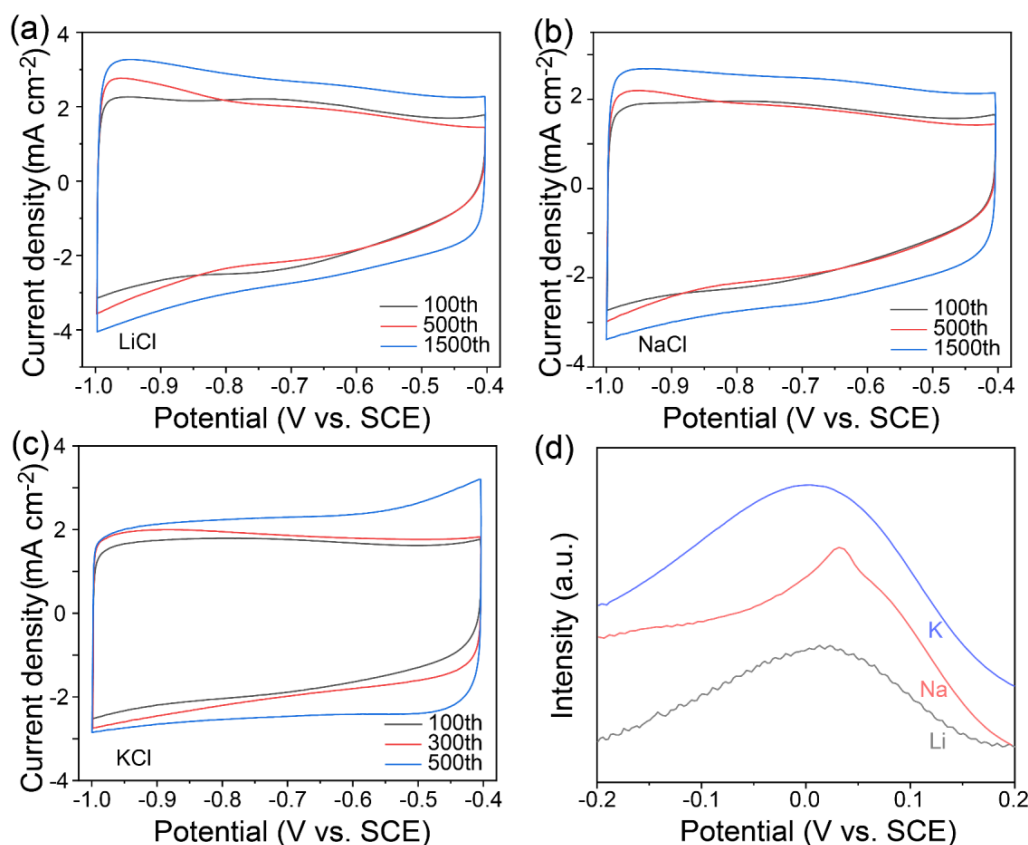 (a)
Current density (mA cm⁻²)
4
2
0
-2
-4
-1.0 -0.9 -0.8 -0.7 -0.6 -0.5 -0.4
Potential (V vs. SCE)
LiCl
100th
500th
1500th
(b)
Current density (mA cm⁻²)
2
0
-2
-4
-1.0 -0.9 -0.8 -0.7 -0.6 -0.5 -0.4
Potential (V vs. SCE)
NaCl
100th
500th
1500th
(c)
Current density (mA cm⁻²)
4
2
0
-2
-4
-1.0 -0.9 -0.8 -0.7 -0.6 -0.5 -0.4
Potential (V vs. SCE)
KCl
100th
300th
500th
(d)
Intensity (a.u.)
K
Na
Li
-0.2 -0.1 0.0 0.1 0.2
Potential (V vs. SCE)